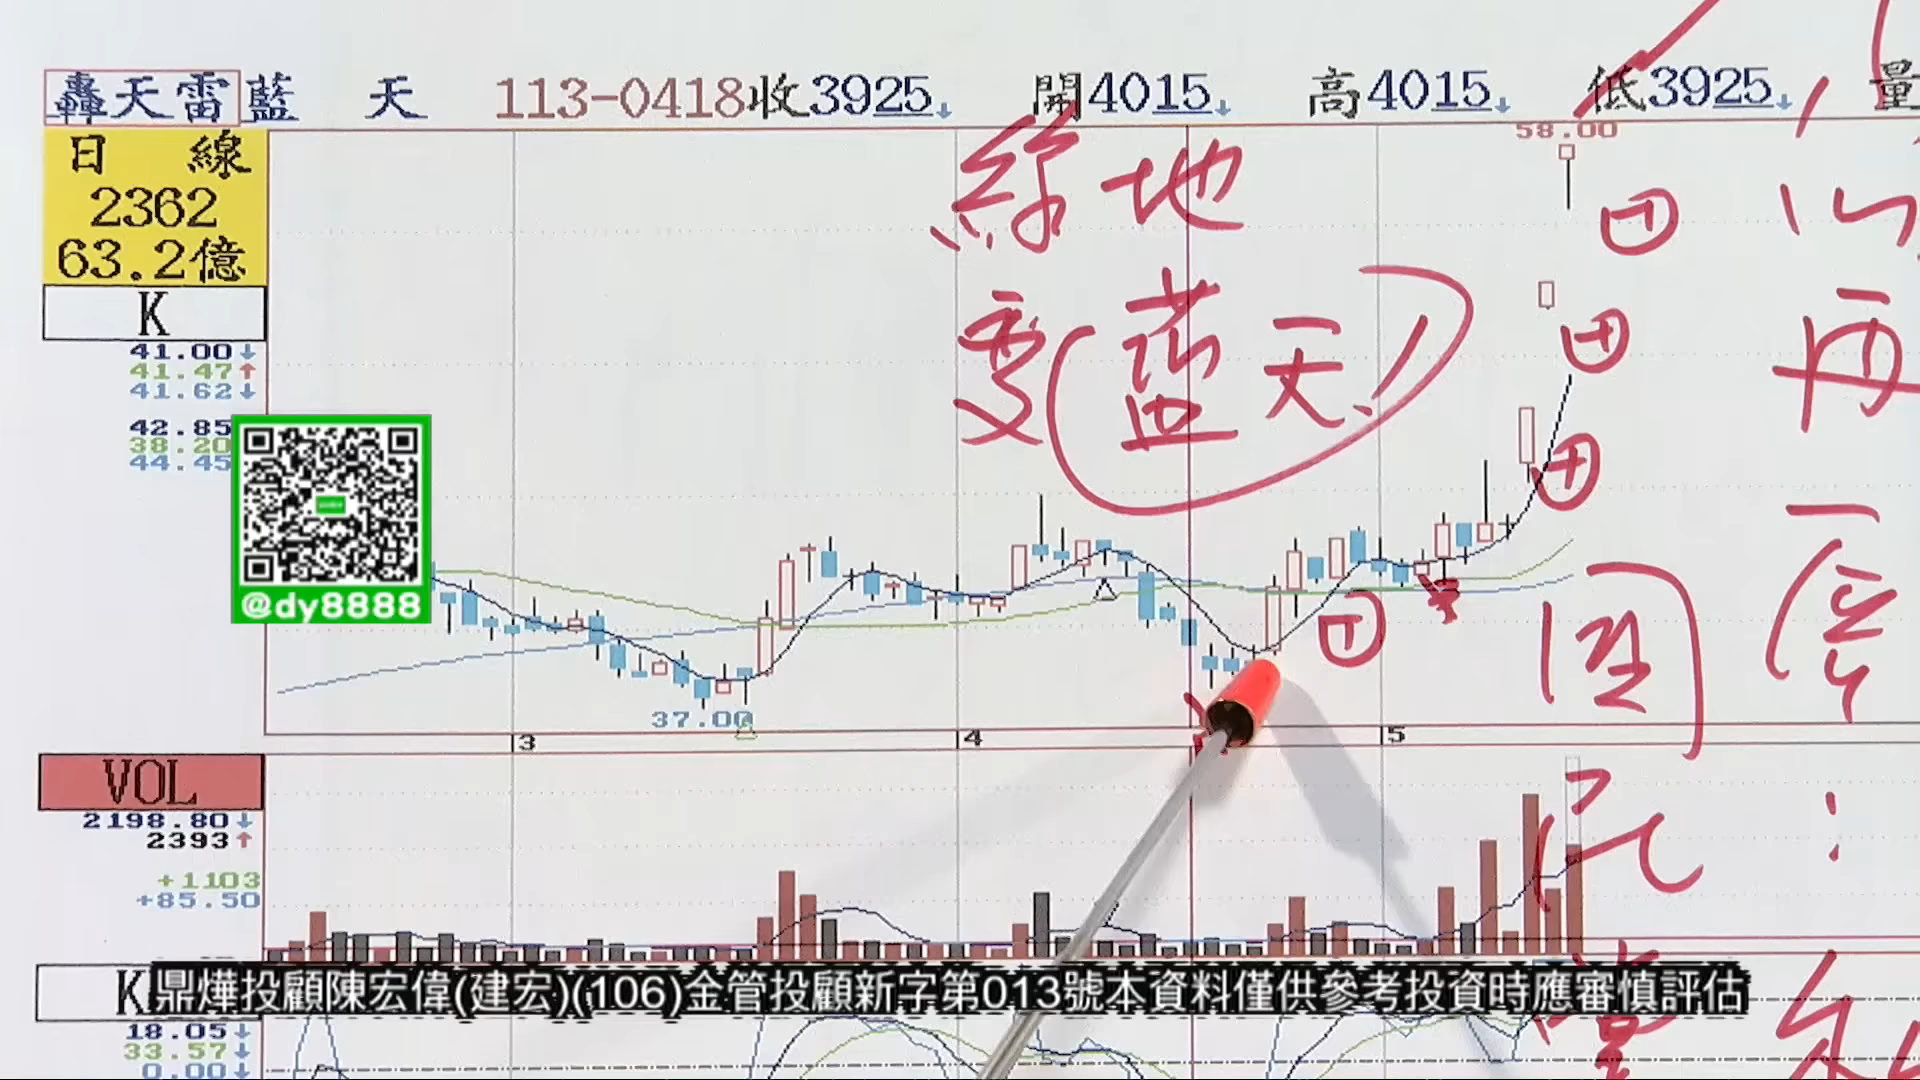 轟天雷 藍 天 113-0418 收3925↓ 開4015↓ 高4015↓ 低3925↓ 量
日 線
2362
63.2億
K
41.00↓
41.47↑
41.62↓
42.85
38.20
44.45
@dy8888
58.00
37.00
綠地
變(藍天!)
3 4 5
VOL
2198.80↓
2393↑
+1103
+85.50
K
18.05↓
33.57↓
0.00↓
再
一
鼎燁投顧陳宏偉(建宏)(106)金管投顧新字第013號本資料僅供參考投資時應審慎評估